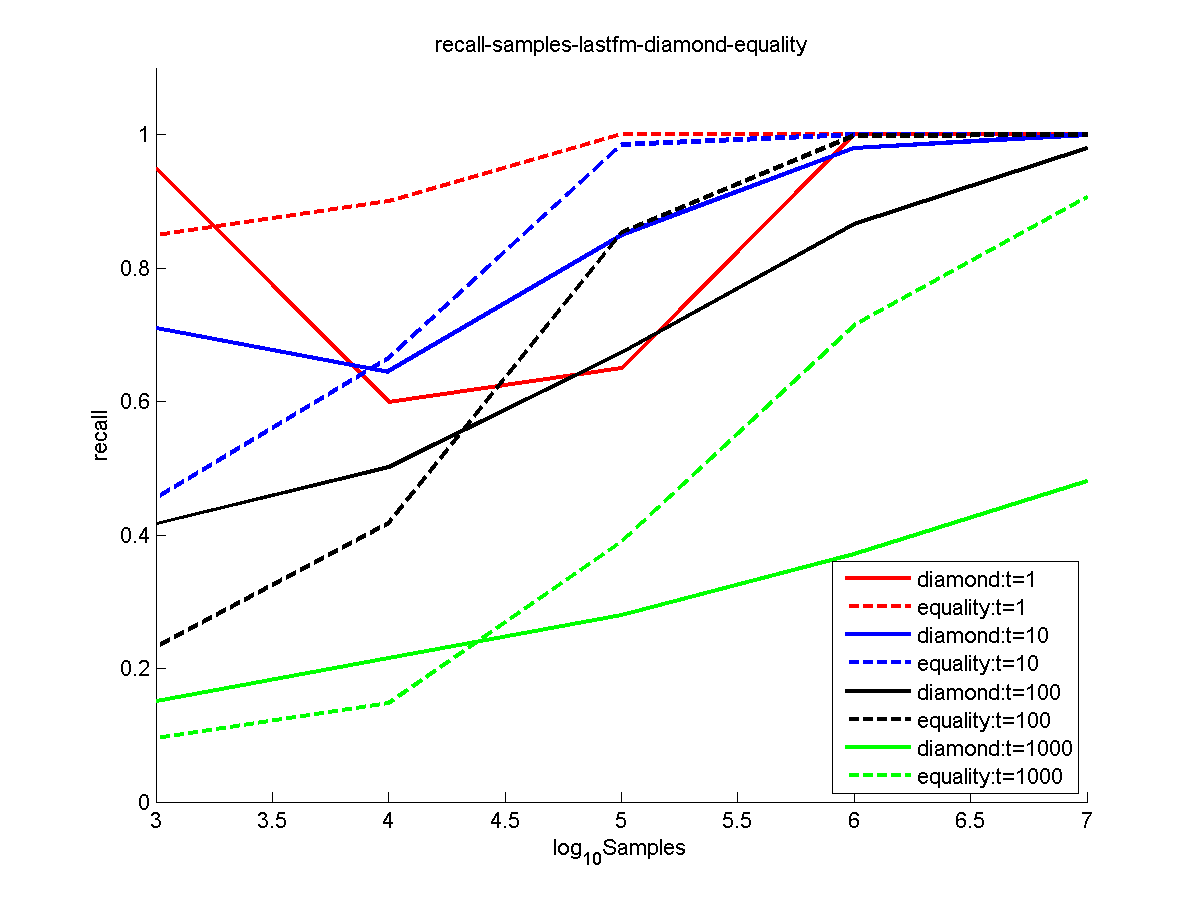 recall-samples-lastfm-diamond-equality
1
0.8
0.6
0.4
0.2
0
recall
3
3.5
4
4.5
5
5.5
6
6.5
7
log10Samples
diamond:t=1
equality:t=1
diamond:t=10
equality:t=10
diamond:t=100
equality:t=100
diamond:t=1000
equality:t=1000